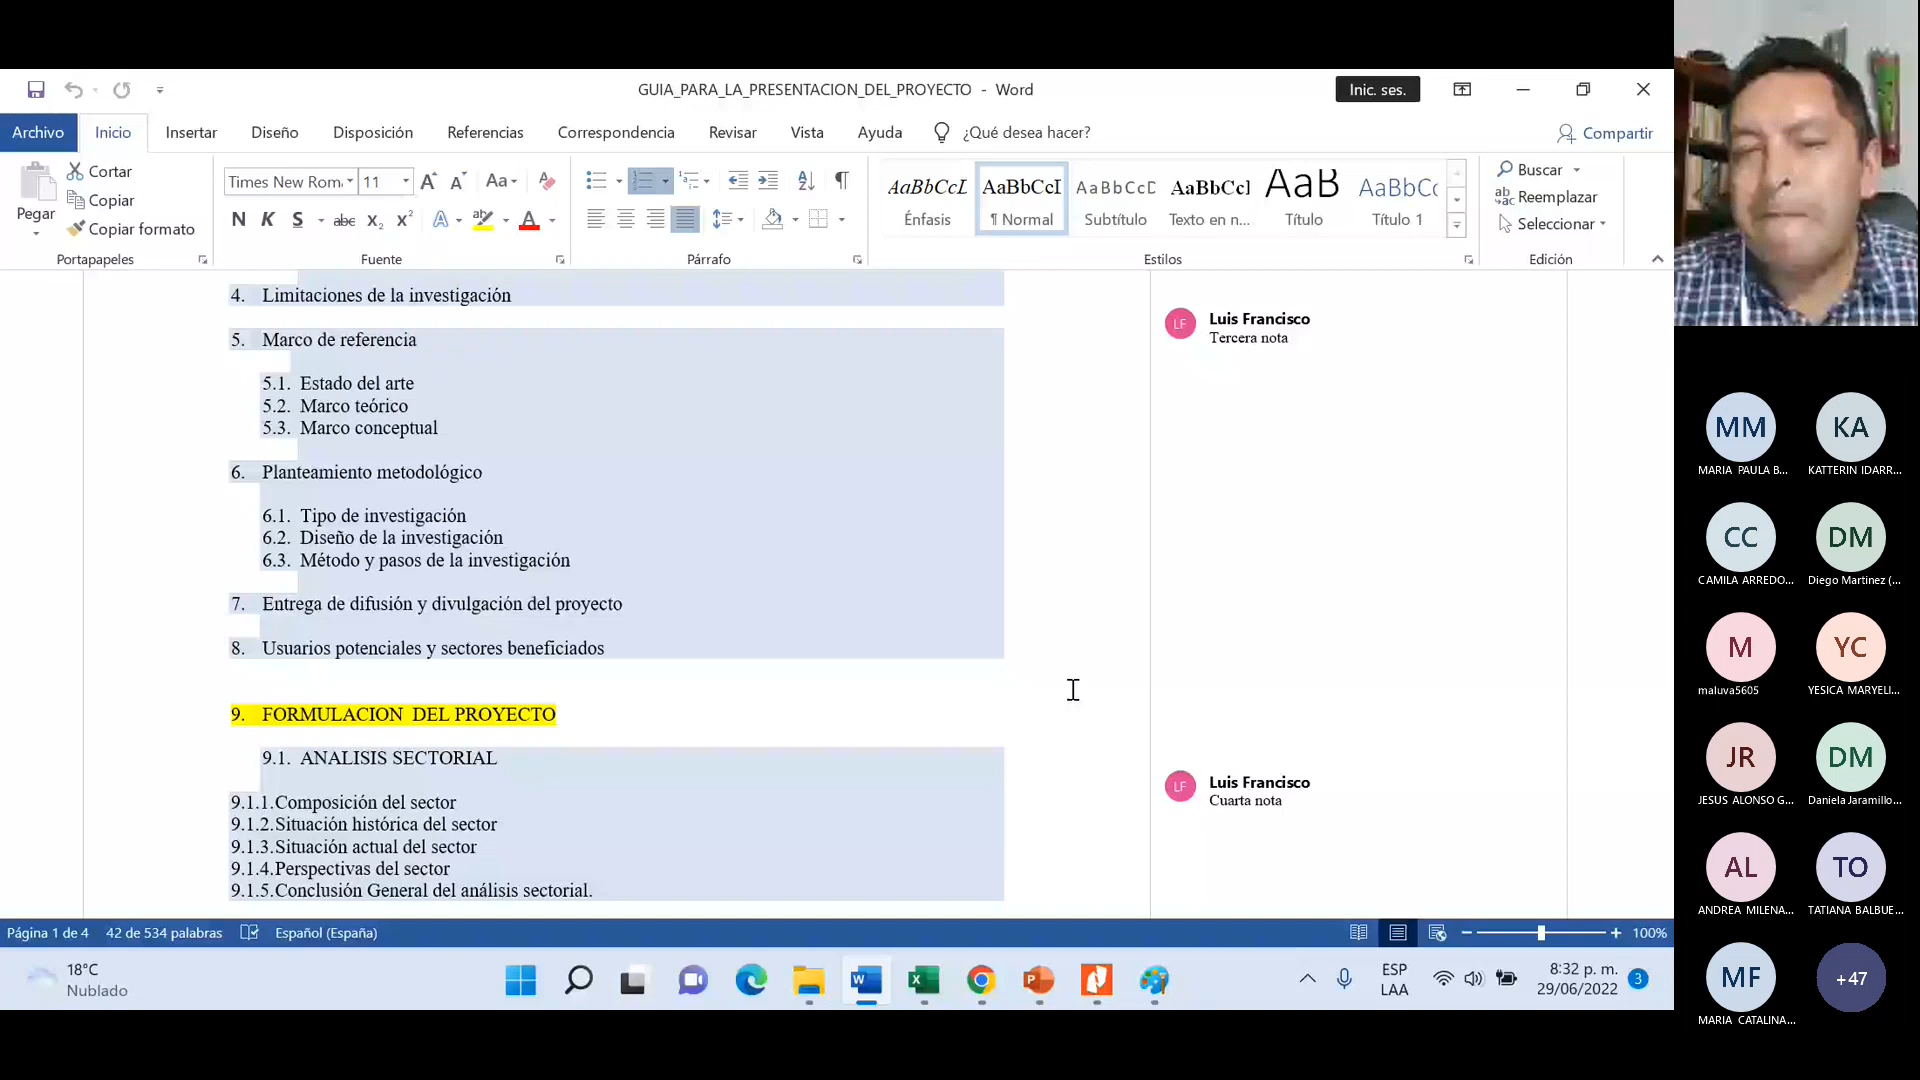 GUIA_PARA_LA_PRESENTACION_DEL_PROYECTO - Word
Inic. ses.
Archivo Inicio Insertar Diseño Disposición Referencias Correspondencia Revisar Vista Ayuda ¿Qué desea hacer? Compartir
Pegar
Cortar
Copiar
Copiar formato
Portapapeles
Times New Rom 11
Aa
N K S abc x₂ x² A A
Fuente
Párrafo
AaBbCcI AaBbCcI AaBbCcD AaBbCcI AaB AaBbCc
Énfasis ¶ Normal Subtítulo Texto en n... Título Título 1
Estilos
Buscar
Reemplazar
Seleccionar
Edición
4. Limitaciones de la investigación
5. Marco de referencia
5.1. Estado del arte
5.2. Marco teórico
5.3. Marco conceptual
6. Planteamiento metodológico
6.1. Tipo de investigación
6.2. Diseño de la investigación
6.3. Método y pasos de la investigación
7. Entrega de difusión y divulgación del proyecto
8. Usuarios potenciales y sectores beneficiados
9. FORMULACION DEL PROYECTO
9.1. ANALISIS SECTORIAL
9.1.1.Composición del sector
9.1.2.Situación histórica del sector
9.1.3.Situación actual del sector
9.1.4.Perspectivas del sector
9.1.5.Conclusión General del análisis sectorial.
LF Luis Francisco
Tercera nota
LF Luis Francisco
Cuarta nota
Página 1 de 4 42 de 534 palabras Español (España) 100%
18°C
Nublado
ESP
LAA
8:32 p. m.
29/06/2022
3
MM KA
MARIA PAULA B... KATTERIN IDARR...
CC DM
CAMILA ARREDO... Diego Martinez (...
M YC
maluva5605 YESICA MARYELI...
JR DM
JESUS ALONSO G... Daniela Jaramillo...
AL TO
ANDREA MILENA... TATIANA BALBUE...
MF +47
MARIA CATALINA...